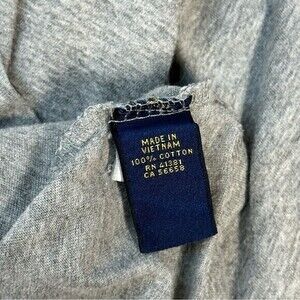 MADE IN
VIETNAM
100% COTTON
RN 41381
CA 56658